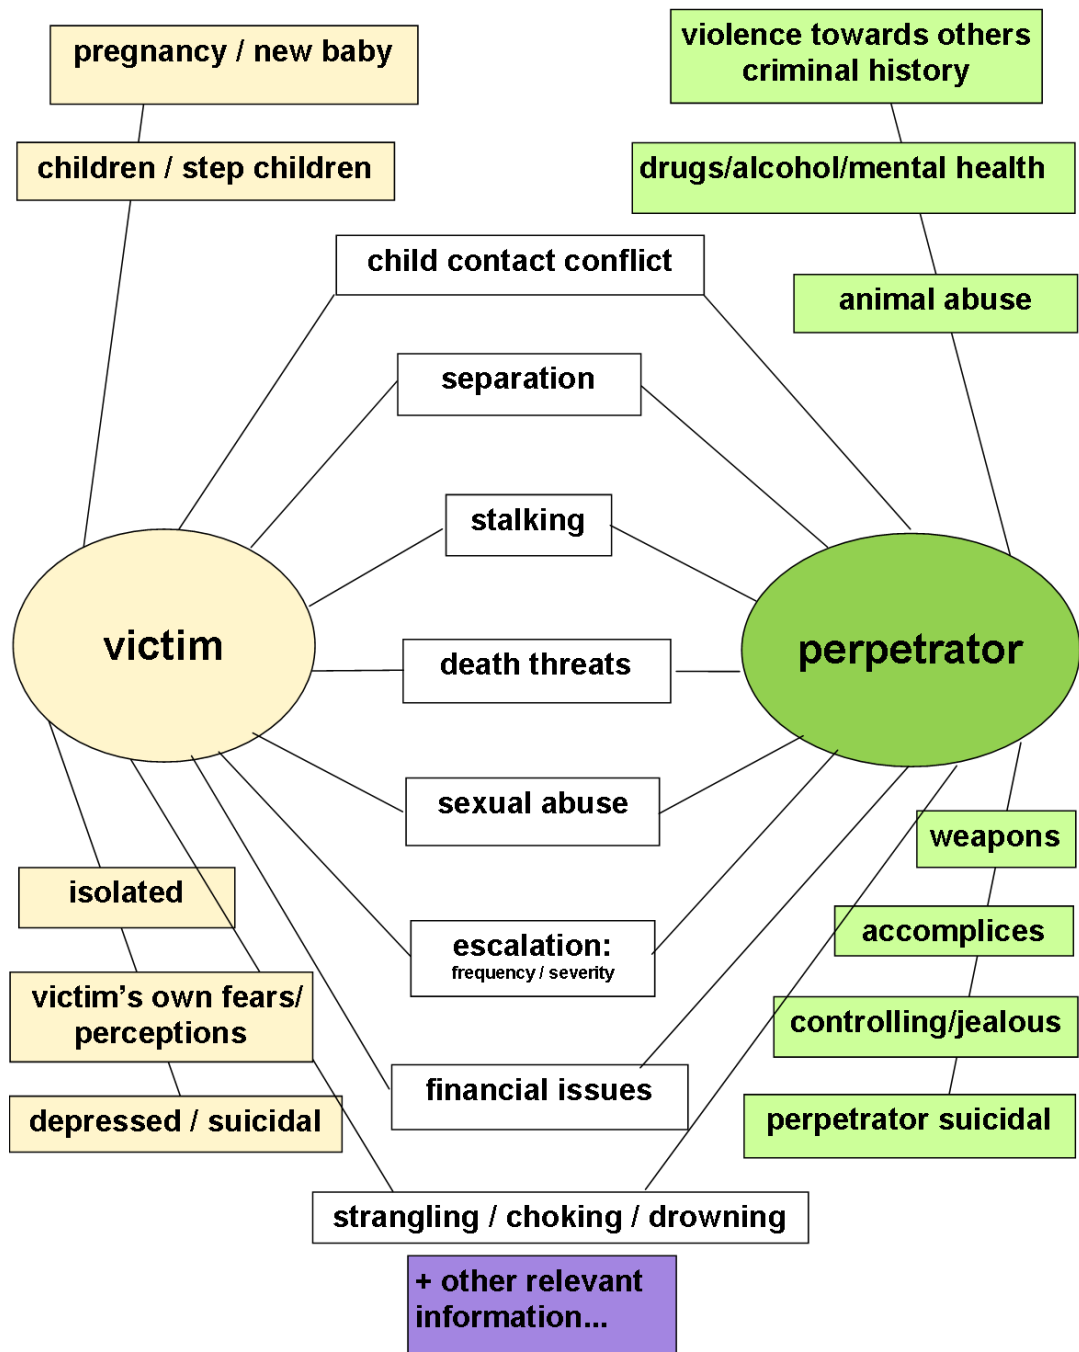 pregnancy / new baby
violence towards others
criminal history
children / step children
drugs/alcohol/mental health
child contact conflict
animal abuse
separation
stalking
victim
death threats
perpetrator
sexual abuse
weapons
isolated
escalation:
frequency / severity
accomplices
victim’s own fears/
perceptions
controlling/jealous
financial issues
depressed / suicidal
perpetrator suicidal
strangling / choking / drowning
+ other relevant
information...